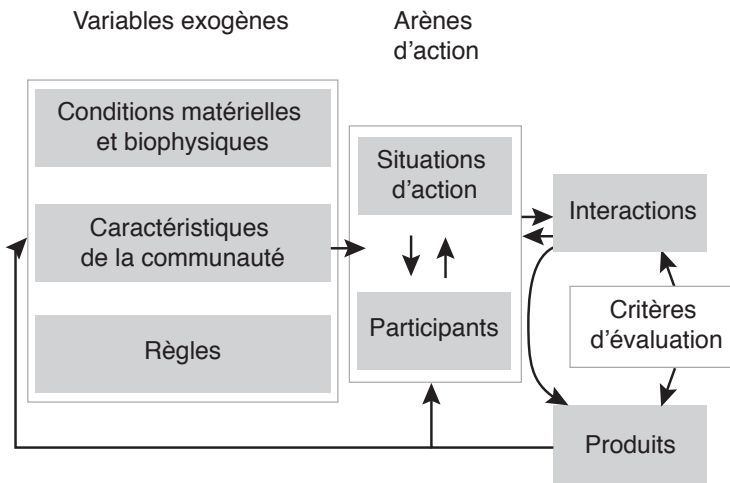 Variables exogènes
Arènes
d’action
Conditions matérielles
et biophysiques
Caractéristiques
de la communauté
Règles
Situations
d’action
Participants
Interactions
Critères
d’évaluation
Produits